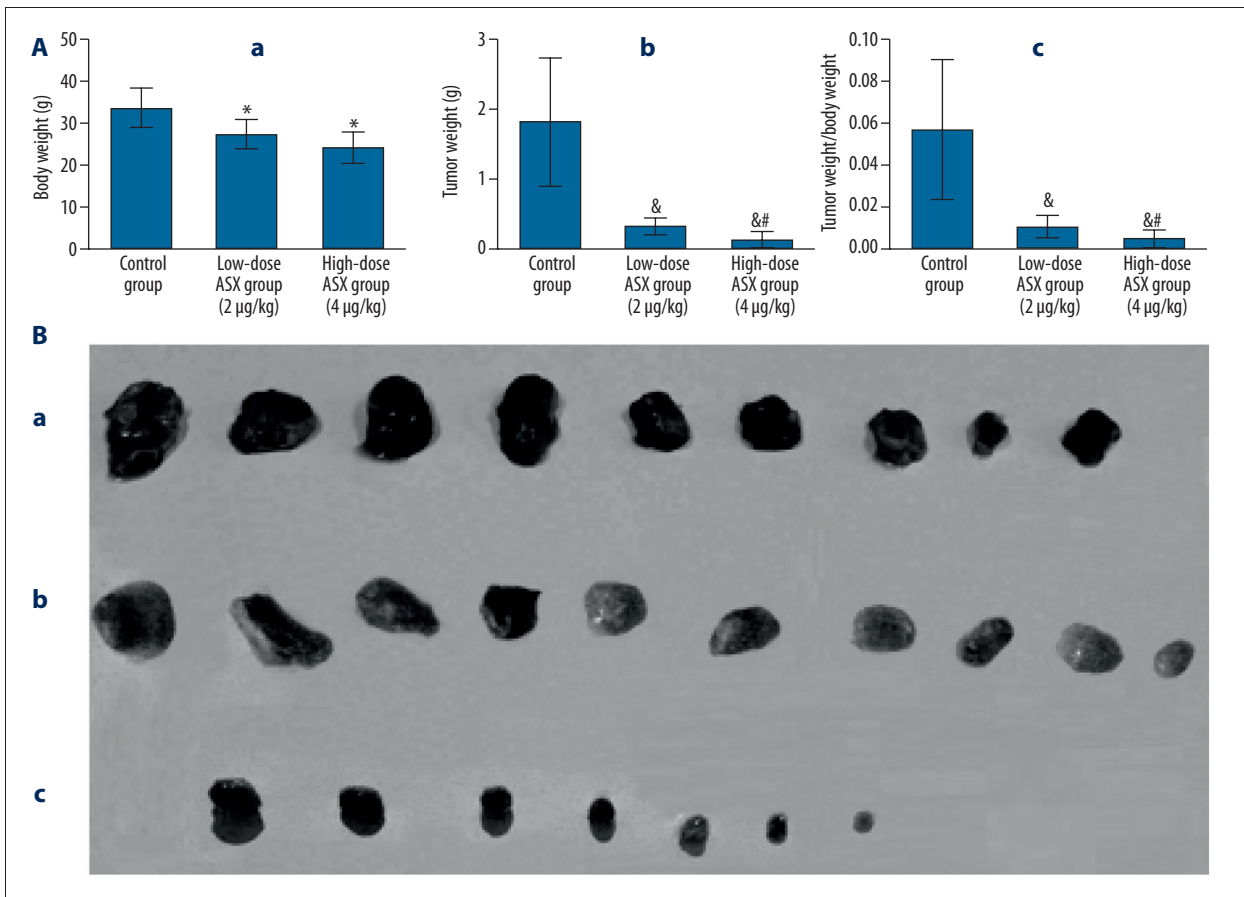 A
a
50
40
30
20
10
0
Body weight (g)
*
*
Control
group
Low-dose
ASX group
(2 µg/kg)
High-dose
ASX group
(4 µg/kg)
b
3
2
1
0
Tumor weight (g)
&
&#
Control
group
Low-dose
ASX group
(2 µg/kg)
High-dose
ASX group
(4 µg/kg)
c
0.10
0.08
0.06
0.04
0.02
0.00
Tumor weight/body weight
&
&#
Control
group
Low-dose
ASX group
(2 µg/kg)
High-dose
ASX group
(4 µg/kg)
B
a
b
c